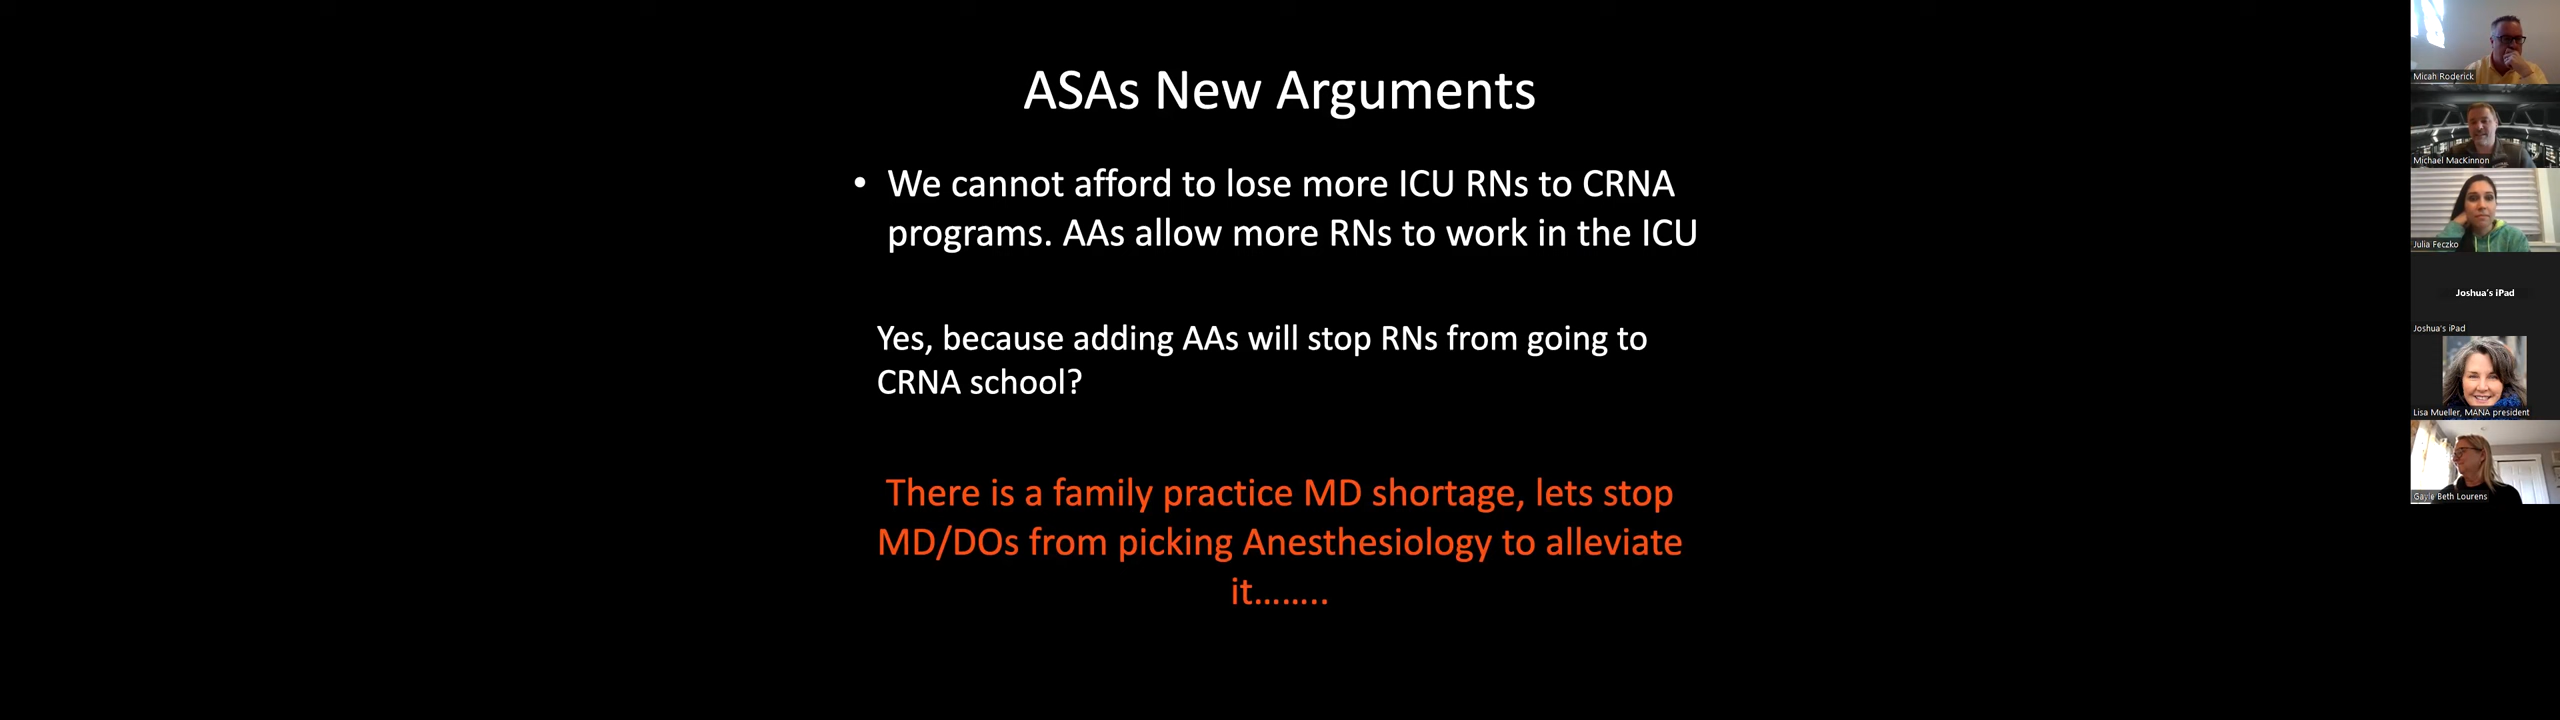 ASAs New Arguments
• We cannot afford to lose more ICU RNs to CRNA
programs. AAs allow more RNs to work in the ICU
Yes, because adding AAs will stop RNs from going to
CRNA school?
There is a family practice MD shortage, lets stop
MD/DOs from picking Anesthesiology to alleviate
it........
Micah Roderick
Michael MacKinnon
Julia Feczko
Joshua's iPad
Joshua's iPad
Lisa Mueller, MANA president
Gayle Beth Lourens